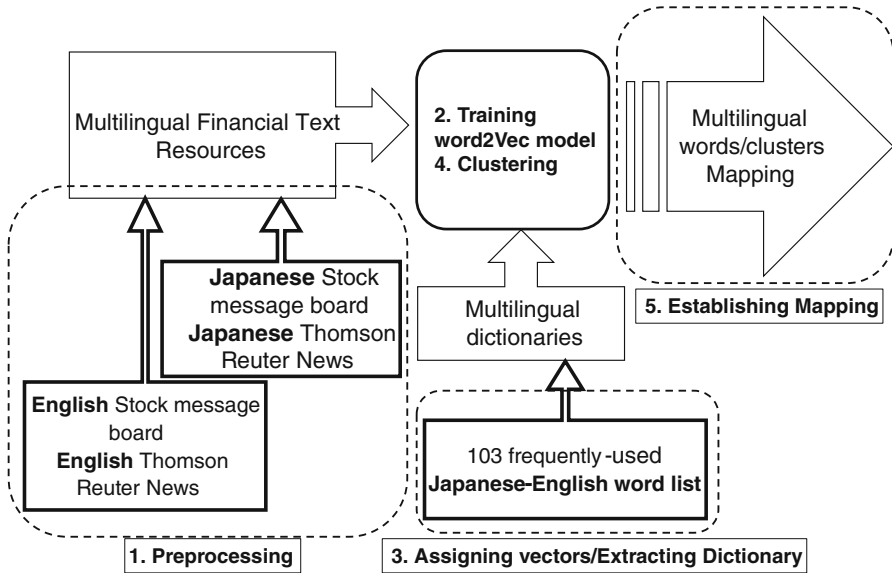 Multilingual Financial Text
Resources
2. Training
word2Vec model
4. Clustering
Multilingual
words/clusters
Mapping
Japanese Stock
message board
Japanese Thomson
Reuter News
Multilingual
dictionaries
5. Establishing Mapping
English Stock message
board
English Thomson
Reuter News
103 frequently-used
Japanese-English word list
1. Preprocessing
3. Assigning vectors/Extracting Dictionary